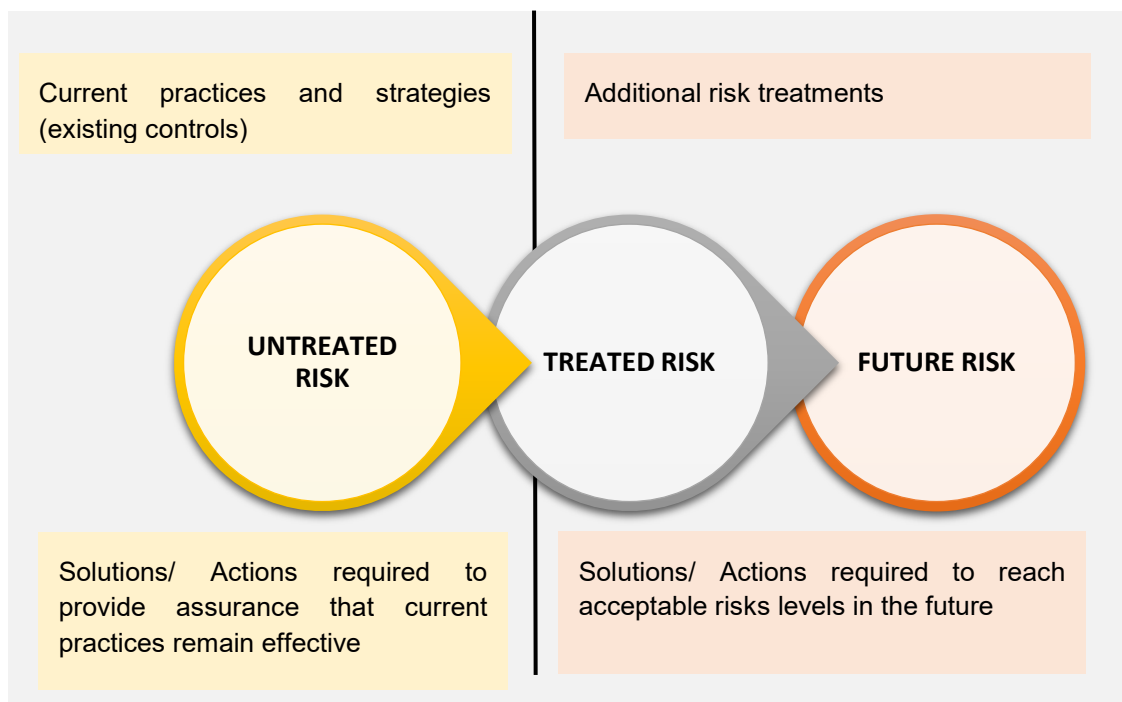 Current practices and strategies
(existing controls)
Additional risk treatments
UNTREATED
RISK
TREATED RISK
FUTURE RISK
Solutions/ Actions required to
provide assurance that current
practices remain effective
Solutions/ Actions required to reach
acceptable risks levels in the future